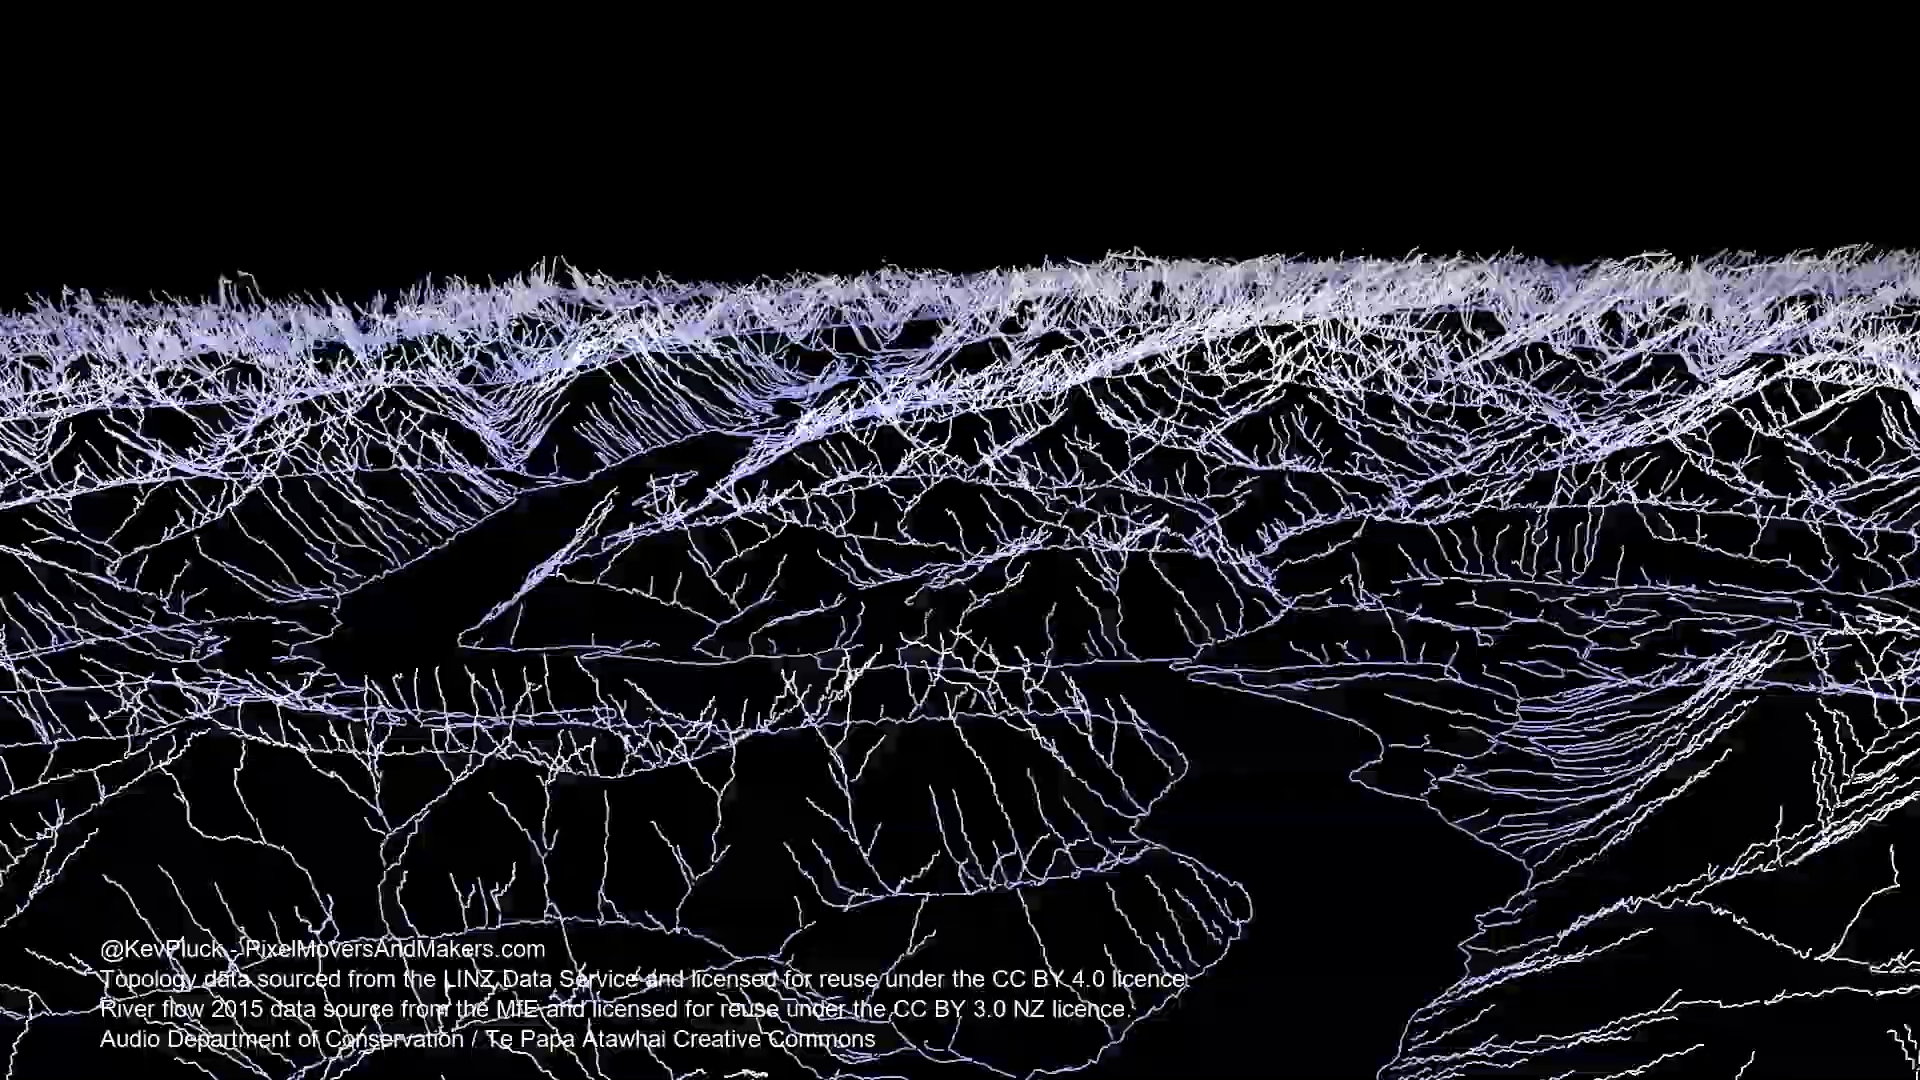 @KevPluck - PixelMoversAndMakers.com
Topology data sourced from the LINZ Data Service and licensed for reuse under the CC BY 4.0 licence
River flow 2015 data source from the MfE and licensed for reuse under the CC BY 3.0 NZ licence.
Audio Department of Conservation / Te Papa Atawhai Creative Commons